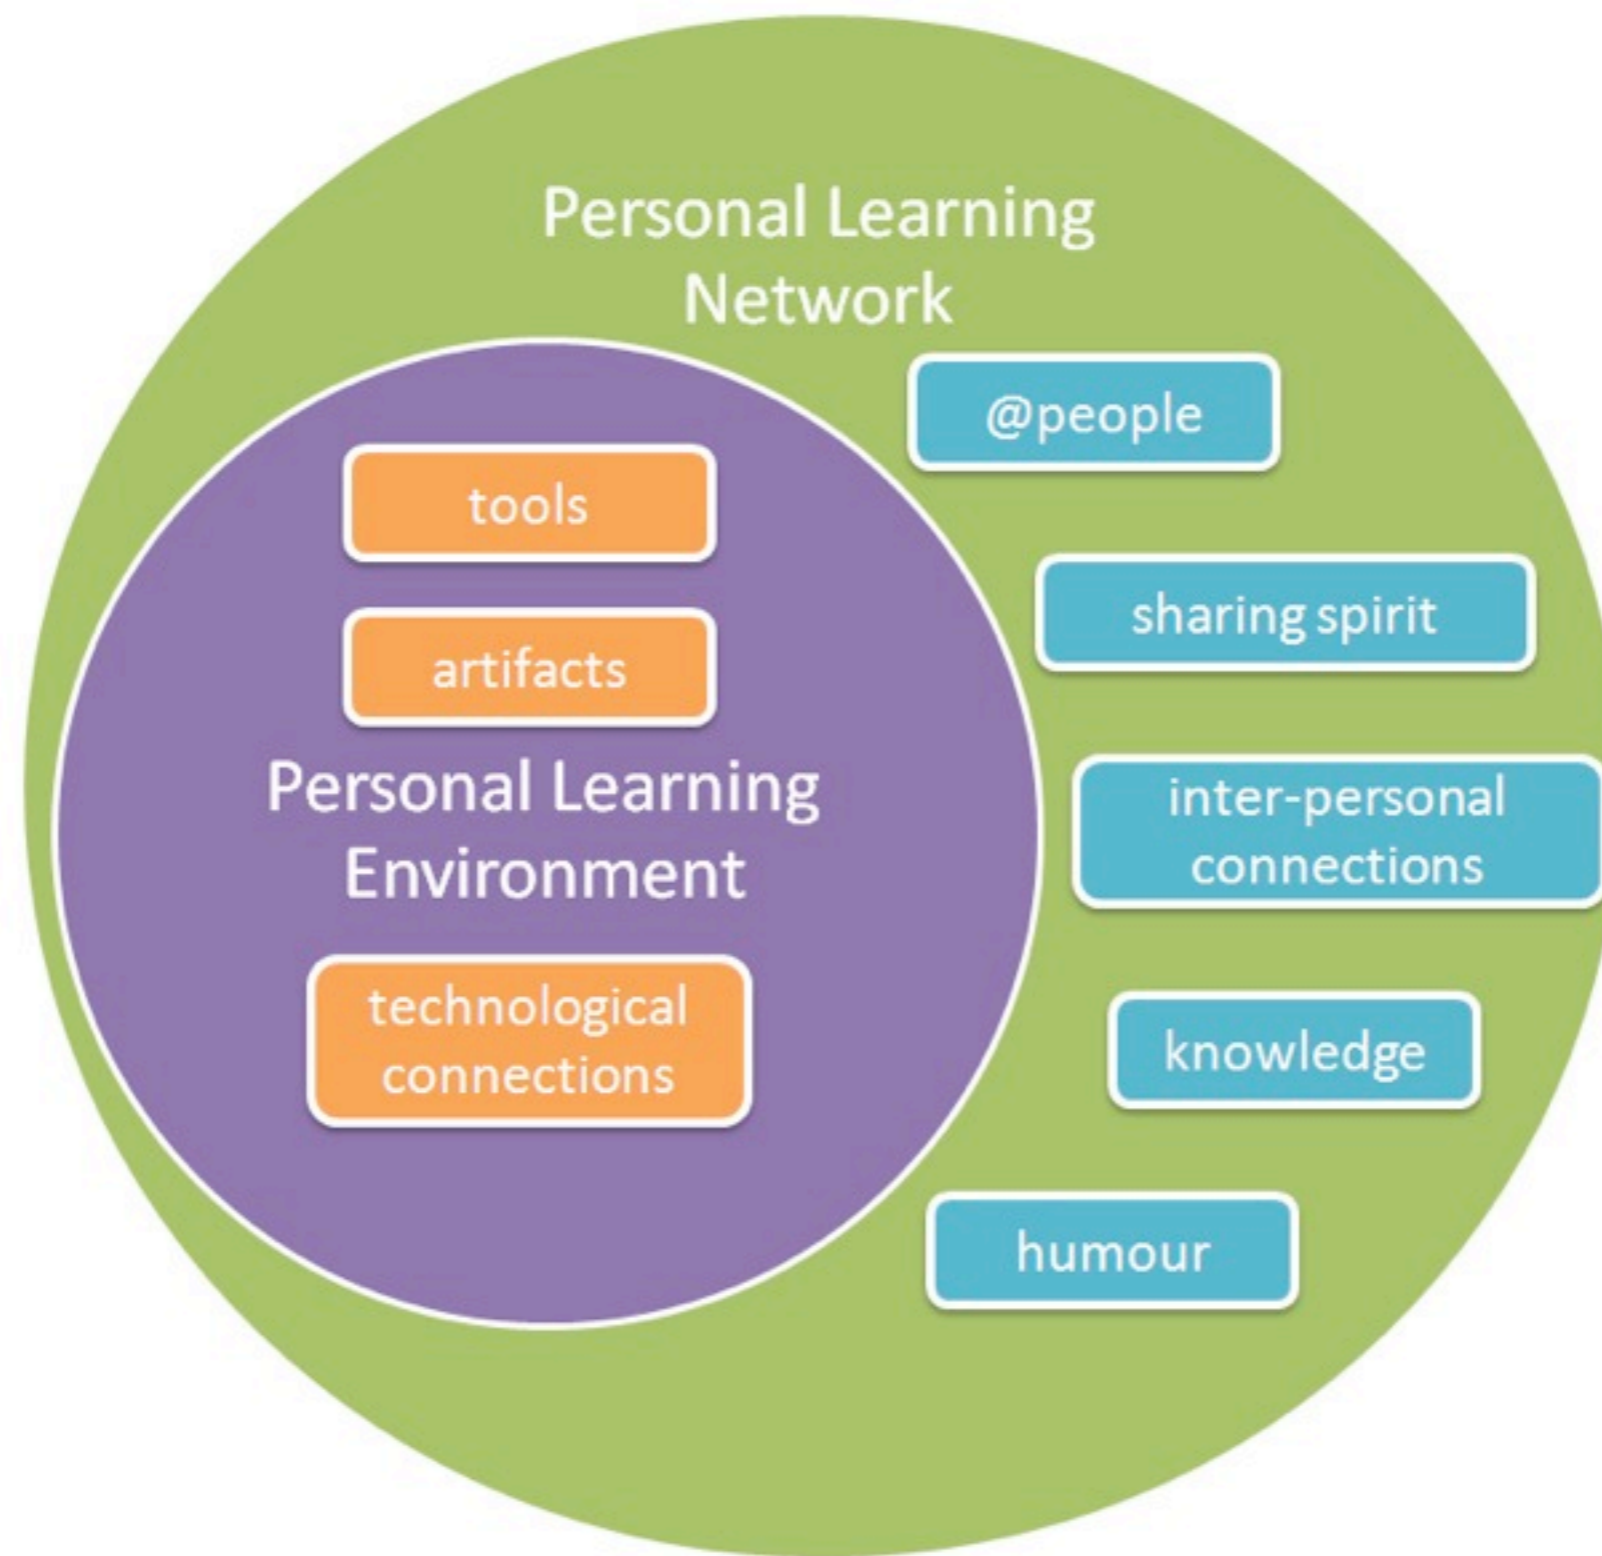 Personal Learning
Network
@people
tools
sharing spirit
artifacts
Personal Learning
Environment
inter-personal
connections
technological
connections
knowledge
humour